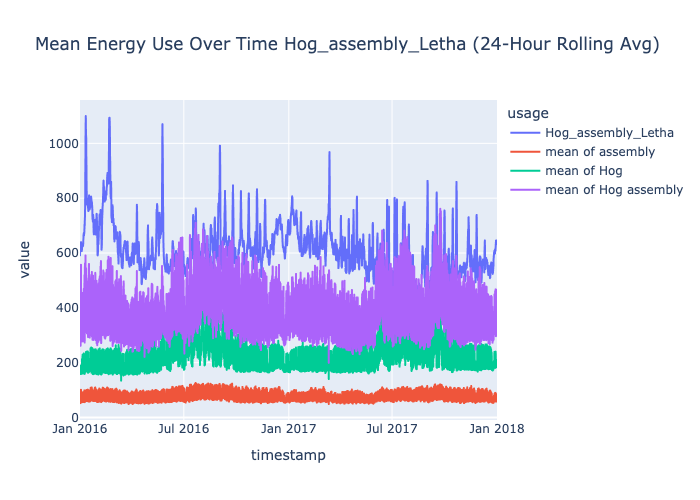 Mean Energy Use Over Time Hog_assembly_Letha (24-Hour Rolling Avg)
usage
Hog_assembly_Letha
mean of assembly
mean of Hog
mean of Hog assembly
value
1000
800
600
400
200
0
Jan 2016
Jul 2016
Jan 2017
Jul 2017
Jan 2018
timestamp